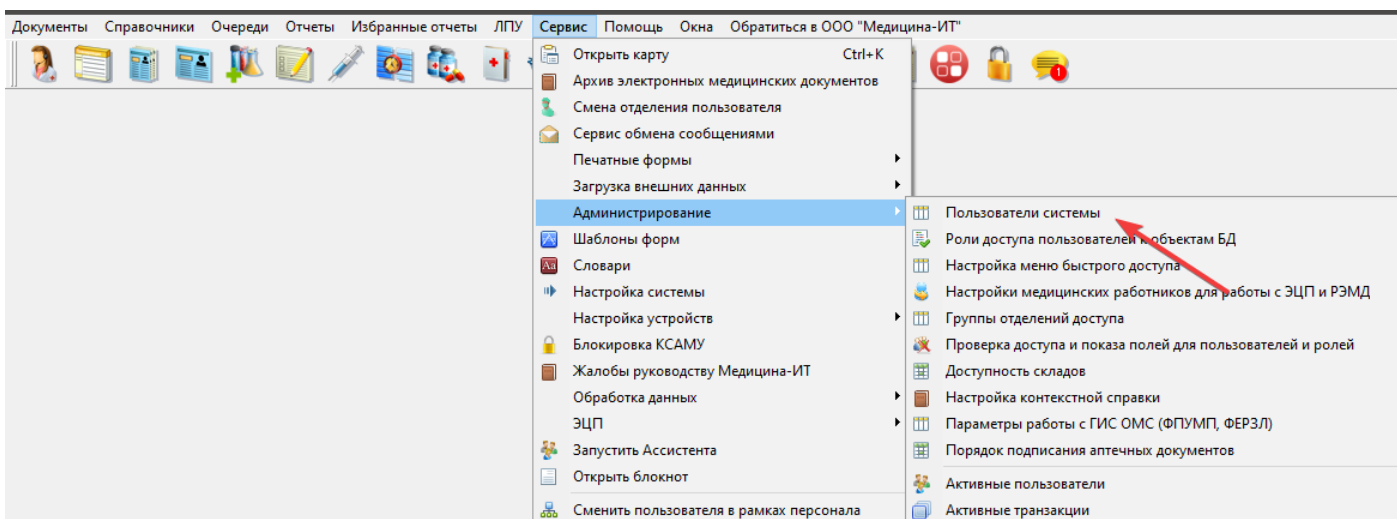 Документы Справочники Очереди Отчеты Избранные отчеты ЛПУ Сервис Помощь Окна Обратиться в ООО "Медицина-ИТ"
Открыть карту Ctrl+K
Архив электронных медицинских документов
Смена отделения пользователя
Сервис обмена сообщениями
Печатные формы
Загрузка внешних данных
Администрирование
Шаблоны форм
Словари
Настройка системы
Настройка устройств
Блокировка КСАМУ
Жалобы руководству Медицина-ИТ
Обработка данных
ЭЦП
Запустить Ассистента
Открыть блокнот
Сменить пользователя в рамках персонала
Пользователи системы
Роли доступа пользователей к объектам БД
Настройка меню быстрого доступа
Настройки медицинских работников для работы с ЭЦП и РЭМД
Группы отделений доступа
Проверка доступа и показа полей для пользователей и ролей
Доступность складов
Настройка контекстной справки
Параметры работы с ГИС ОМС (ФПУМП, ФЕРЗЛ)
Порядок подписания аптечных документов
Активные пользователи
Активные транзакции
1
Aa